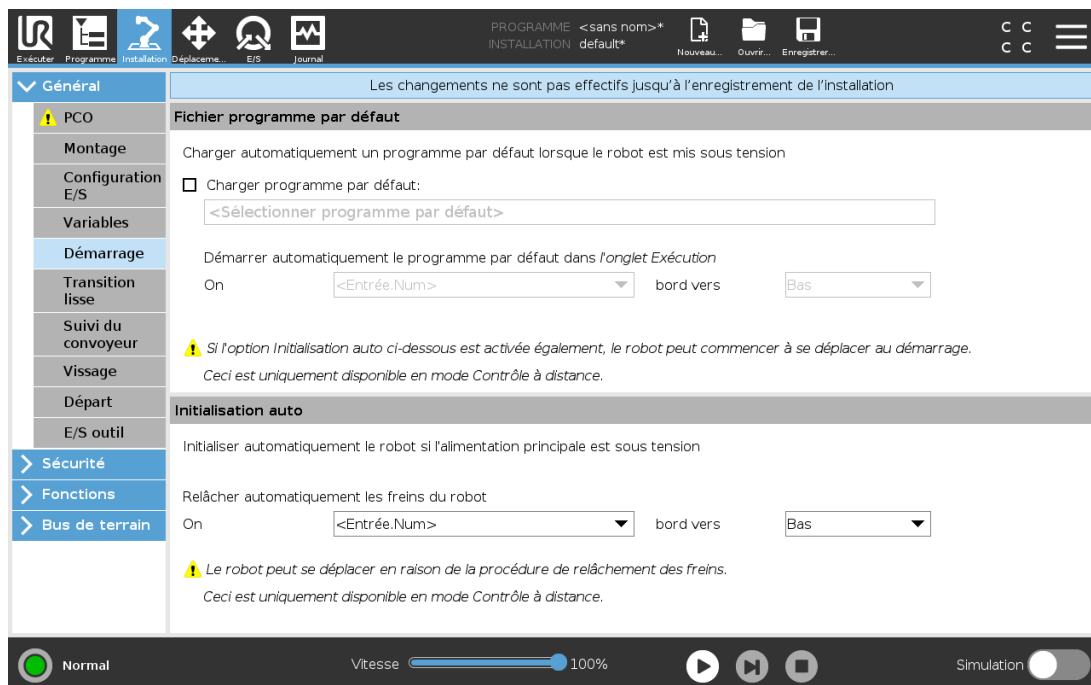 PROGRAMME <sans nom>*
INSTALLATION default*
Exécuter Programme Installation Déplaceme... E/S Journal
Nouveau... Ouvrir... Enregistrer...
C C
C C
Général
Les changements ne sont pas effectifs jusqu'à l'enregistrement de l'installation
PCO
Montage
Configuration
E/S
Variables
Démarrage
Transition
lisse
Suivi du
convoyeur
Vissage
Départ
E/S outil
Sécurité
Fonctions
Bus de terrain
Fichier programme par défaut
Charger automatiquement un programme par défaut lorsque le robot est mis sous tension
Charger programme par défaut:
<Sélectionner programme par défaut>
Démarrer automatiquement le programme par défaut dans l'onglet Exécution
On <Entrée.Num> bord vers Bas
Si l'option Initialisation auto ci-dessous est activée également, le robot peut commencer à se déplacer au démarrage.
Ceci est uniquement disponible en mode Contrôle à distance.
Initialisation auto
Initialiser automatiquement le robot si l'alimentation principale est sous tension
Relâcher automatiquement les freins du robot
On <Entrée.Num> bord vers Bas
Le robot peut se déplacer en raison de la procédure de relâchement des freins.
Ceci est uniquement disponible en mode Contrôle à distance.
Normal
Vitesse 100%
Simulation